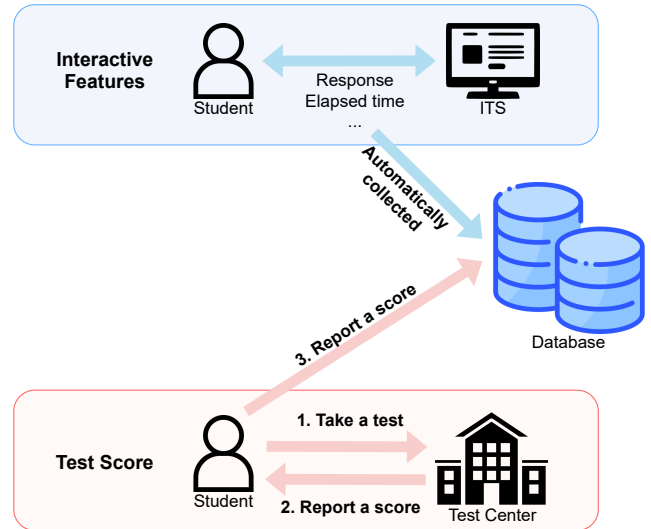 Interactive
Features
Student
Response
Elapsed time
...
ITS
Automatically
collected
Database
3. Report a score
Test Score
Student
1. Take a test
2. Report a score
Test Center